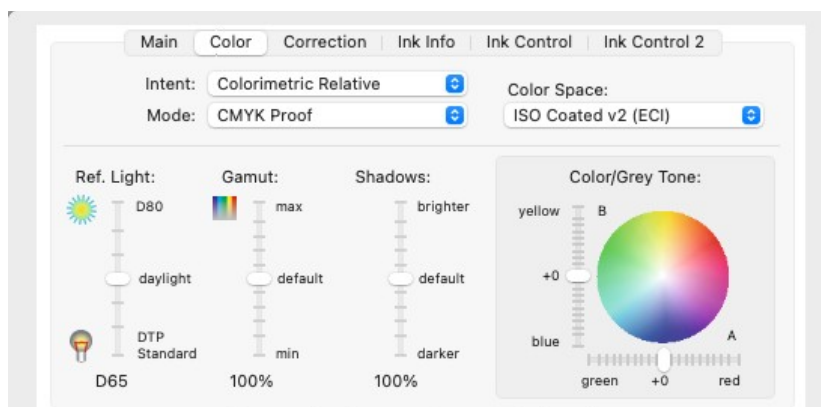 Main Color Correction Ink Info Ink Control Ink Control 2
Intent: Colorimetric Relative
Color Space:
Mode: CMYK Proof
ISO Coated v2 (ECI)
Ref. Light:
D80
daylight
DTP
Standard
D65
Gamut:
max
default
min
100%
Shadows:
brighter
default
darker
100%
Color/Grey Tone:
yellow
B
+0
blue
A
green +0 red